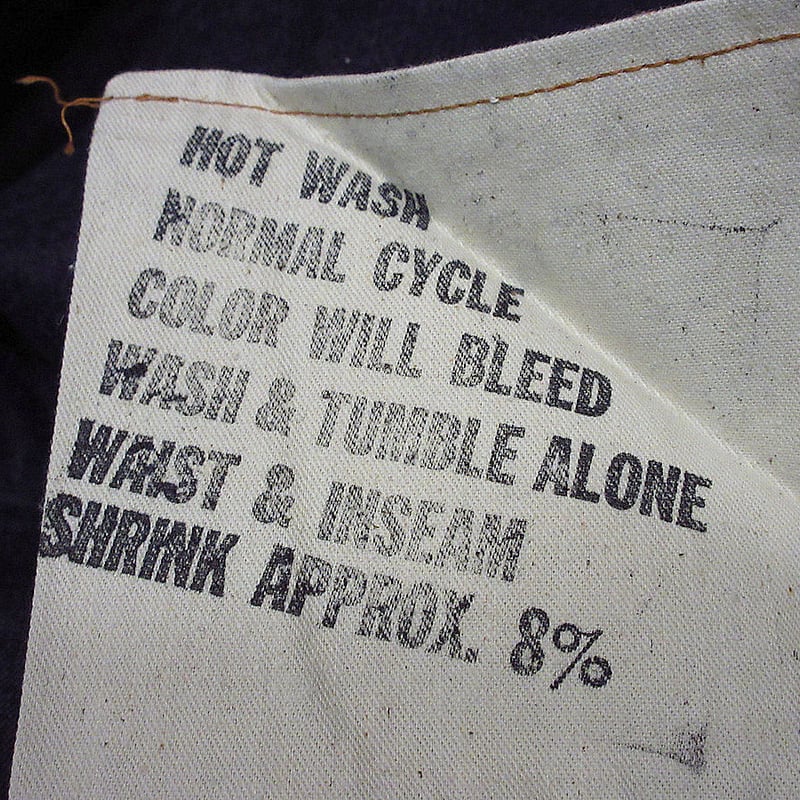 HOT WASH
NORMAL CYCLE
COLOR WILL BLEED
WASH & TUMBLE ALONE
WAIST & INSEAM
SHRINK APPROX. 8%